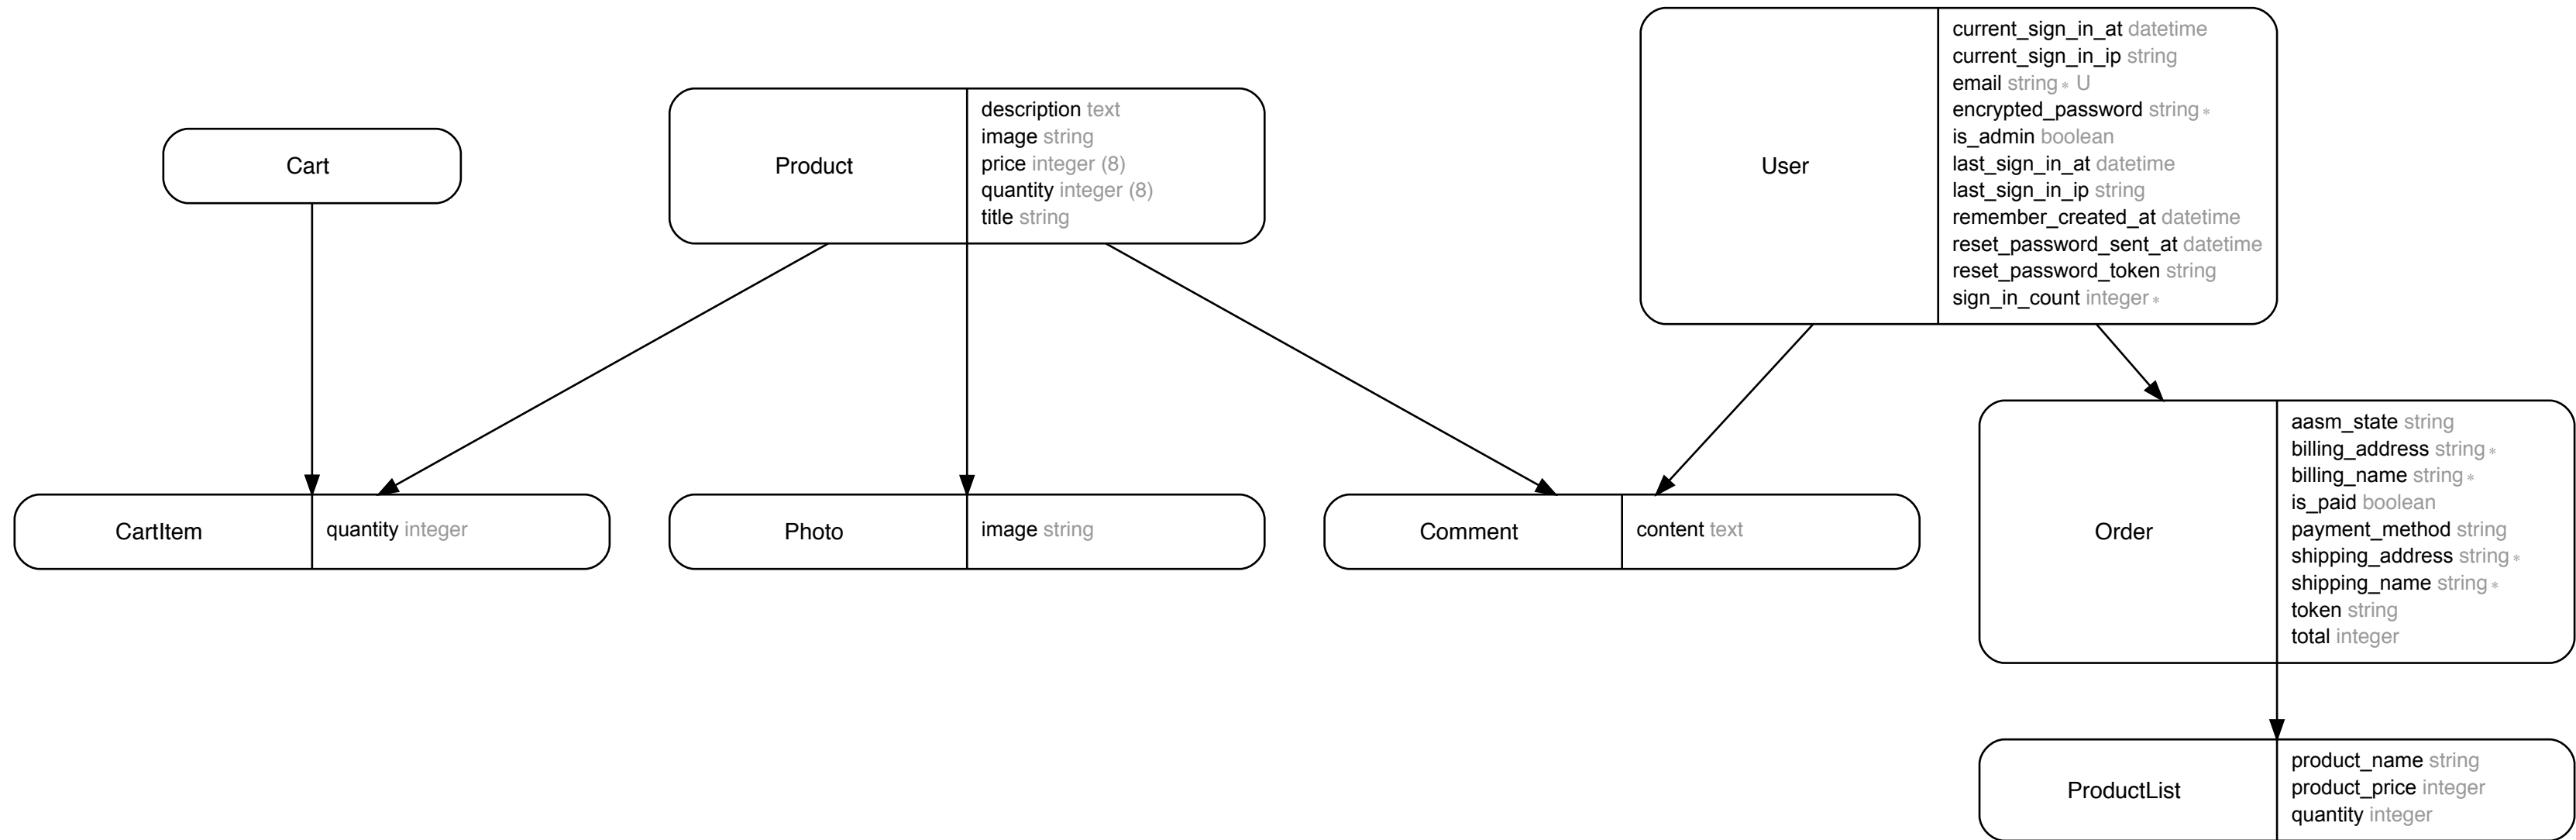 Cart
Product
description text
image string
price integer (8)
quantity integer (8)
title string
User
current_sign_in_at datetime
current_sign_in_ip string
email string * U
encrypted_password string *
is_admin boolean
last_sign_in_at datetime
last_sign_in_ip string
remember_created_at datetime
reset_password_sent_at datetime
reset_password_token string
sign_in_count integer *
CartItem
quantity integer
Photo
image string
Comment
content text
Order
aasm_state string
billing_address string *
billing_name string *
is_paid boolean
payment_method string
shipping_address string *
shipping_name string *
token string
total integer
ProductList
product_name string
product_price integer
quantity integer